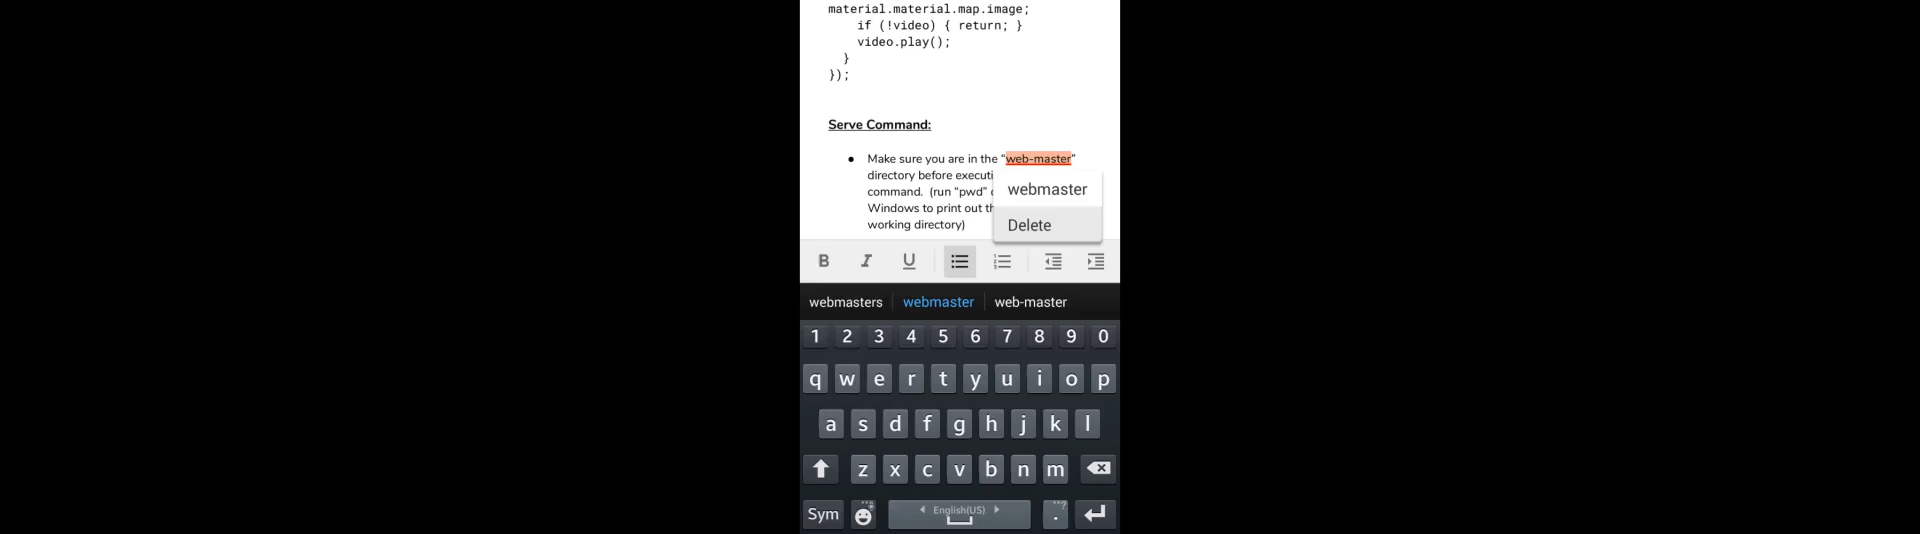 material.material.map.image;
if (!video) { return; }
video.play();
}
});
Serve Command:
● Make sure you are in the “web-master”
directory before executi
command. (run “pwd”
Windows to print out th
working directory)
webmaster
Delete
B I U
webmasters webmaster web-master
1 2 3 4 5 6 7 8 9 0
q w e r t y u i o p
a s d f g h j k l
z x c v b n m
Sym English(US) .